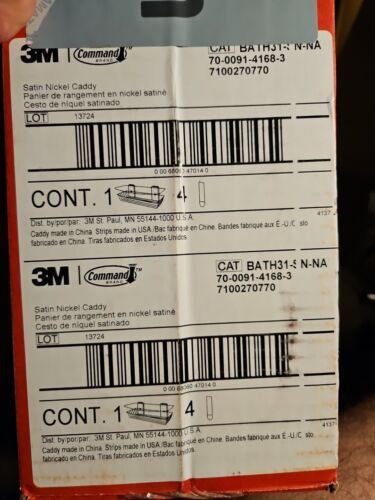 3M Command™ CAT BATH31-S N-NA
BRAND 70-0091-4168-3
7100270770
Satin Nickel Caddy
Panier de rangement en nickel satiné
Cesto de níquel satinado
LOT 13724
0 00 68060 47014 0
CONT. 1 4
Dist. by/por/par: 3M St. Paul, MN 55144-1000 U.S.A. 4137
Caddy made in China. Strips made in USA./Bac fabriqué en Chine. Bandes fabriqué aux É.-U./C sto
fabricado en China. Tiras fabricados en Estados Unidos.
3M Command™ CAT BATH31-S N-NA
BRAND 70-0091-4168-3
7100270770
Satin Nickel Caddy
Panier de rangement en nickel satiné
Cesto de níquel satinado
LOT 13724
0 00 68060 47014 0
CONT. 1 4
Dist. by/por/par: 3M St. Paul, MN 55144-1000 U.S.A. 4137
Caddy made in China. Strips made in USA./Bac fabriqué en Chine. Bandes fabriqué aux É.-U./C sto
fabricado en China. Tiras fabricados en Estados Unidos.